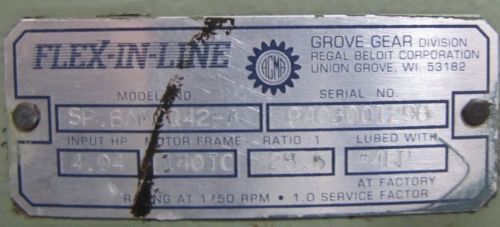 FLEX-IN-LINE
AGMA
GROVE GEAR DIVISION
REGAL BELOIT CORPORATION
UNION GROVE, WI 53182
MODEL NO.
SERIAL NO.
INPUT HP MOTOR FRAME RATIO :1 LUBED WITH
4.04 140TC
AT FACTORY
RATING AT 1750 RPM • 1.0 SERVICE FACTOR